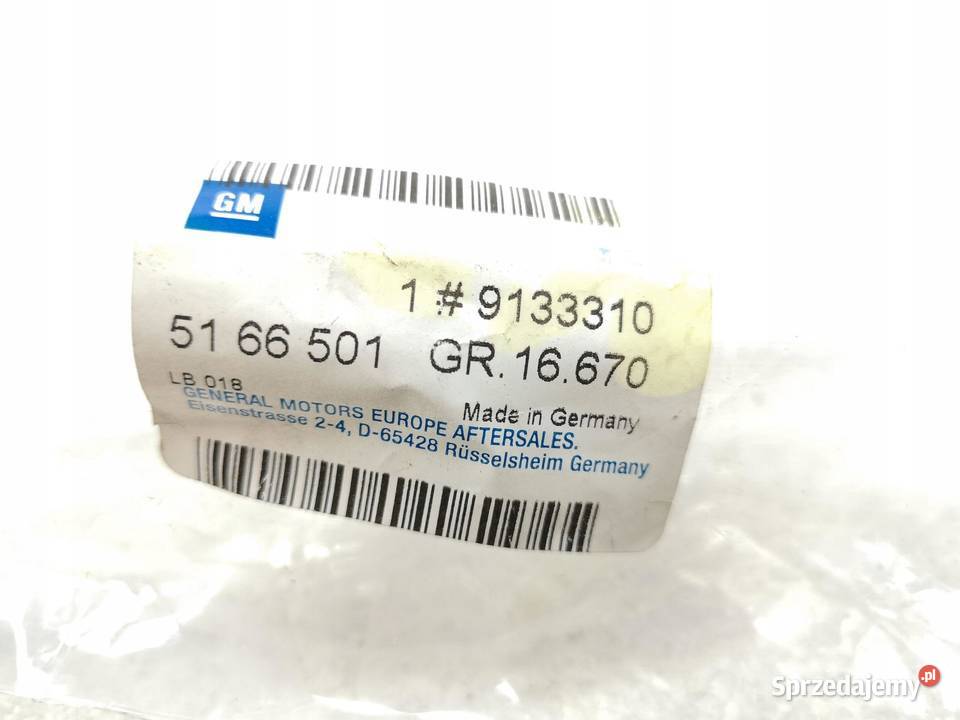 GM
1 # 9133310
51 66 501 GR.16.670
LB 018
Made in Germany
GENERAL MOTORS EUROPE AFTERSALES.
Eisenstrasse 2-4, D-65428 Rüsselsheim Germany
Sprzedajemy.pl